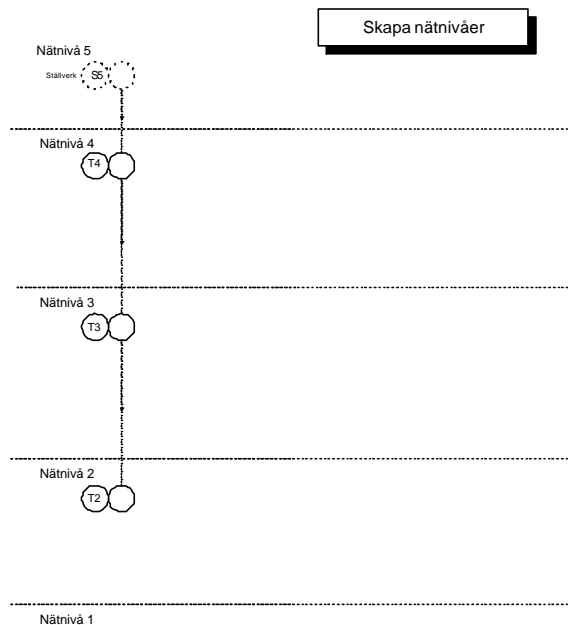 Skapa nätnivåer
Nätnivå 5
Ställverk S5
Nätnivå 4
T4
Nätnivå 3
T3
Nätnivå 2
T2
Nätnivå 1